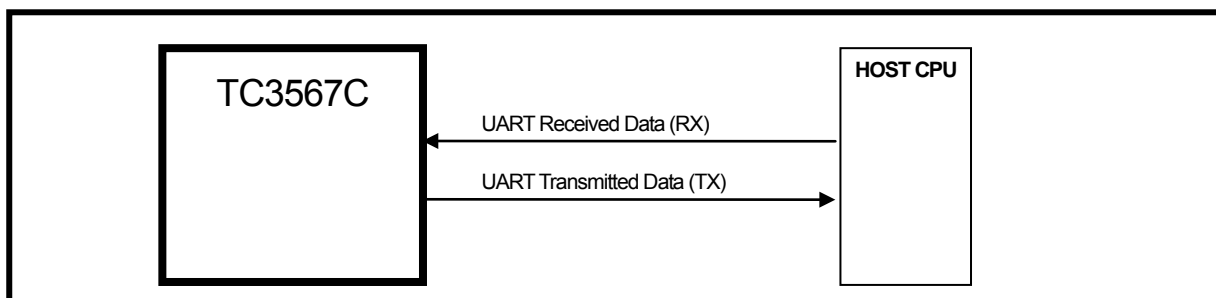 TC3567C
HOST CPU
UART Received Data (RX)
UART Transmitted Data (TX)